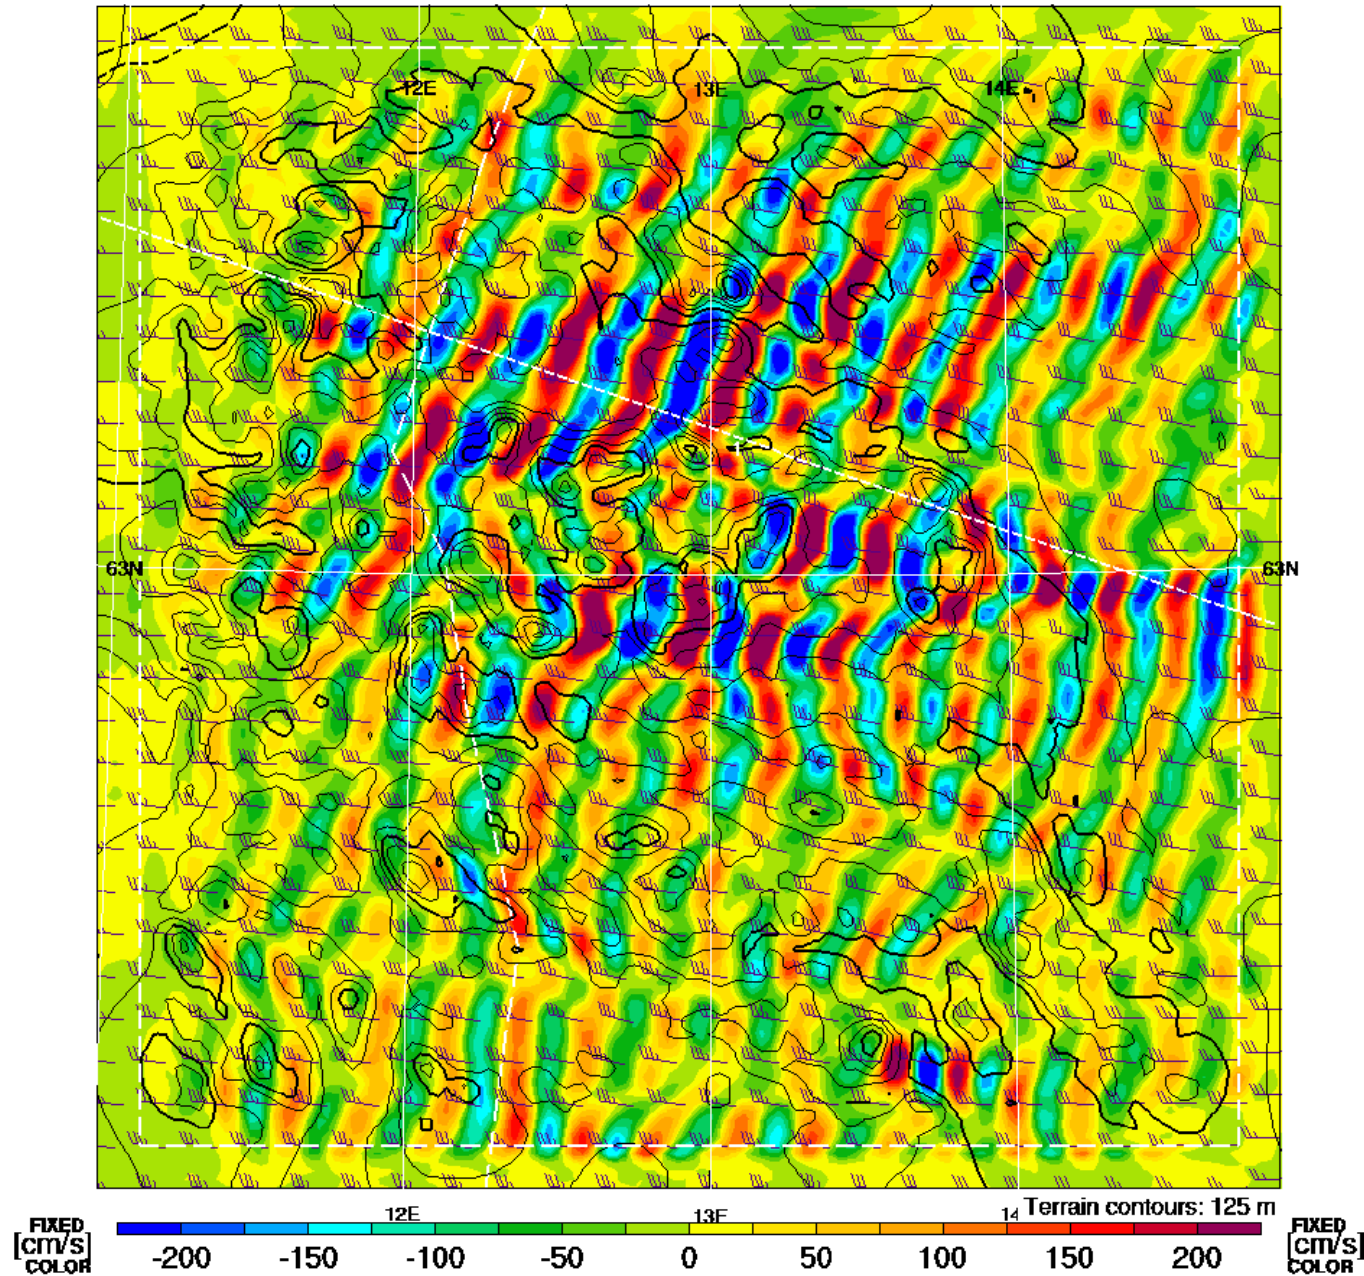 12E 13E 14E
63N 63N
12E 13E 14 Terrain contours: 125 m
FIXED FIXED
[cm/s] [cm/s]
COLOR COLOR
-200 -150 -100 -50 0 50 100 150 200